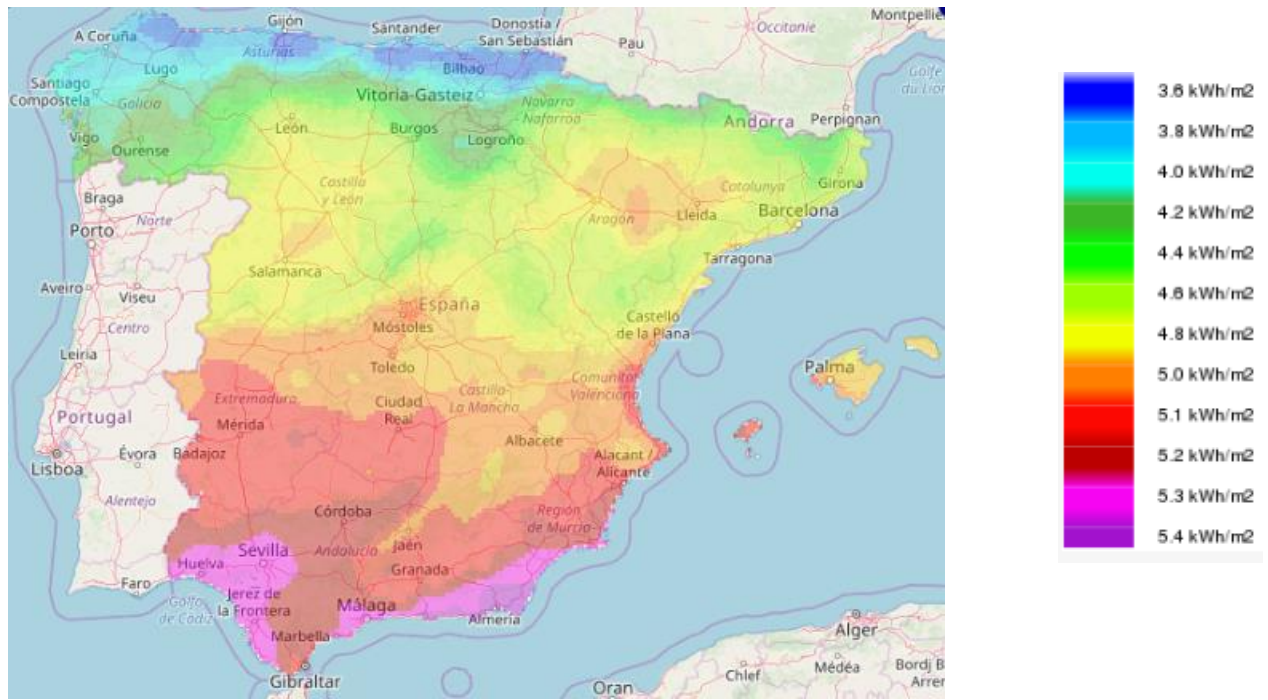 Montpellie
Gijón
Donostia /
San Sebastián
Occitanie
A Coruña
Santander
Pau
Asturias
Lugo
Bilbao
Golfe
du Lion
Santiago
Compostela
Galicia
Vitoria-Gasteiz
Navarra
Nafarroa
Andorra
Perpignan
Vigo
Ourense
León
Burgos
Logroño
Braga
Norte
Castilla
y León
Catalunya
Girona
Porto
Aragón
Lleida
Barcelona
Aveiro
Viseu
Salamanca
Tarragona
Centro
España
Móstoles
Castelló
de la Plana
Leiria
Toledo
Palma
Portugal
Extremadura
Ciudad
Real
Castilla-
La Mancha
Comunitat
Valenciana
Mérida
Albacete
Lisboa
Évora
Badajoz
Alacant /
Alicante
Alentejo
Córdoba
Región
de Murcia
Sevilla
Andalucía
Jaén
Huelva
Granada
Faro
Golfo
de Cádiz
Jerez de
la Frontera
Málaga
Almería
Marbella
Alger
Gibraltar
Oran
Chlef
Médéa
Bordj B
Arrer
3.6 kWh/m2
3.8 kWh/m2
4.0 kWh/m2
4.2 kWh/m2
4.4 kWh/m2
4.6 kWh/m2
4.8 kWh/m2
5.0 kWh/m2
5.1 kWh/m2
5.2 kWh/m2
5.3 kWh/m2
5.4 kWh/m2